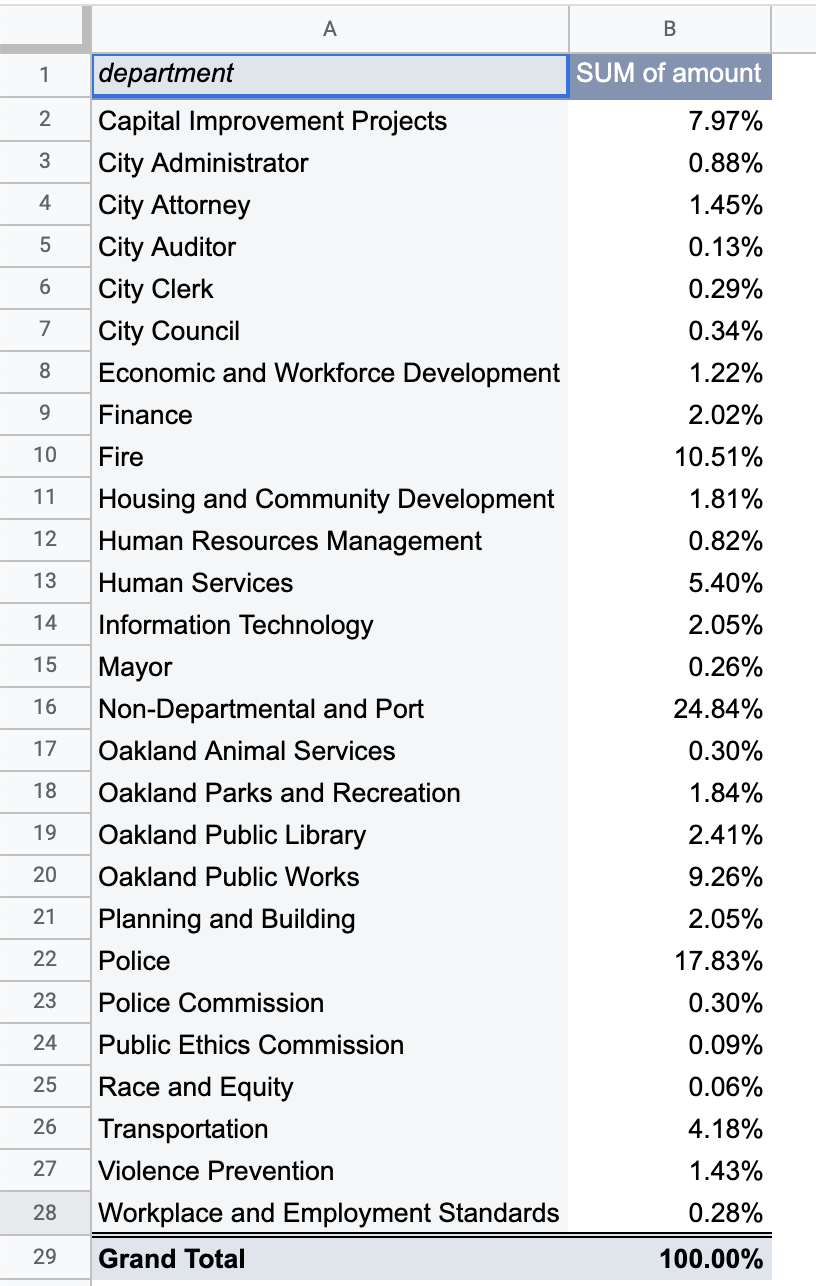 A B
1 department SUM of amount
2 Capital Improvement Projects 7.97%
3 City Administrator 0.88%
4 City Attorney 1.45%
5 City Auditor 0.13%
6 City Clerk 0.29%
7 City Council 0.34%
8 Economic and Workforce Development 1.22%
9 Finance 2.02%
10 Fire 10.51%
11 Housing and Community Development 1.81%
12 Human Resources Management 0.82%
13 Human Services 5.40%
14 Information Technology 2.05%
15 Mayor 0.26%
16 Non-Departmental and Port 24.84%
17 Oakland Animal Services 0.30%
18 Oakland Parks and Recreation 1.84%
19 Oakland Public Library 2.41%
20 Oakland Public Works 9.26%
21 Planning and Building 2.05%
22 Police 17.83%
23 Police Commission 0.30%
24 Public Ethics Commission 0.09%
25 Race and Equity 0.06%
26 Transportation 4.18%
27 Violence Prevention 1.43%
28 Workplace and Employment Standards 0.28%
29 Grand Total 100.00%